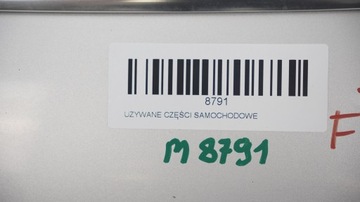 8791
UŻYWANE CZĘŚCI SAMOCHODOWE
F
M 8791